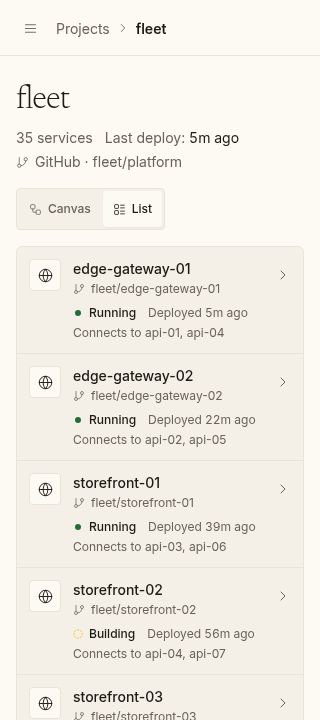 Projects > fleet
fleet
35 services Last deploy: 5m ago
GitHub · fleet/platform
Canvas List
edge-gateway-01
fleet/edge-gateway-01
Running Deployed 5m ago
Connects to api-01, api-04
edge-gateway-02
fleet/edge-gateway-02
Running Deployed 22m ago
Connects to api-02, api-05
storefront-01
fleet/storefront-01
Running Deployed 39m ago
Connects to api-03, api-06
storefront-02
fleet/storefront-02
Building Deployed 56m ago
Connects to api-04, api-07
storefront-03
fleet/storefront-03